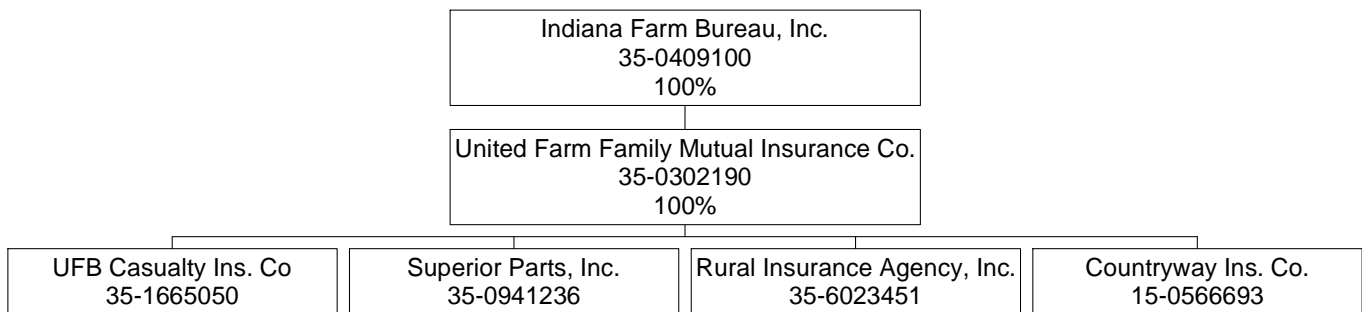 Indiana Farm Bureau, Inc.
35-0409100
100%
United Farm Family Mutual Insurance Co.
35-0302190
100%
UFB Casualty Ins. Co
35-1665050
Superior Parts, Inc.
35-0941236
Rural Insurance Agency, Inc.
35-6023451
Countryway Ins. Co.
15-0566693